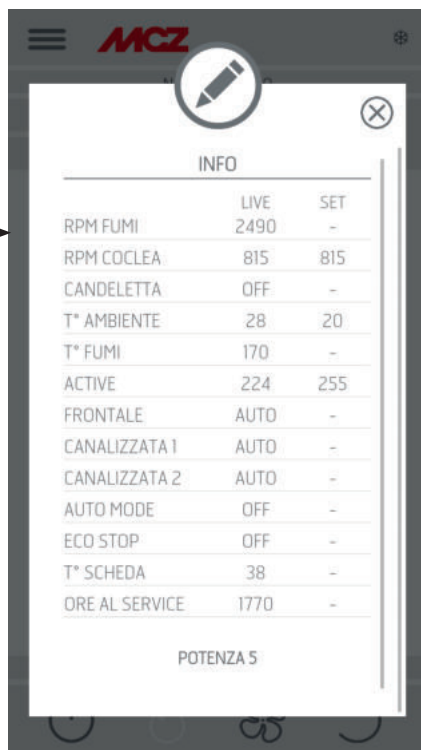 MCZ
INFO
LIVE SET
RPM FUMI 2490 -
RPM COCLEA 815 815
CANDELETTA OFF -
T° AMBIENTE 28 20
T° FUMI 170 -
ACTIVE 224 255
FRONTALE AUTO -
CANALIZZATA 1 AUTO -
CANALIZZATA 2 AUTO -
AUTO MODE OFF -
ECO STOP OFF -
T° SCHEDA 38 -
ORE AL SERVICE 1770 -
POTENZA 5